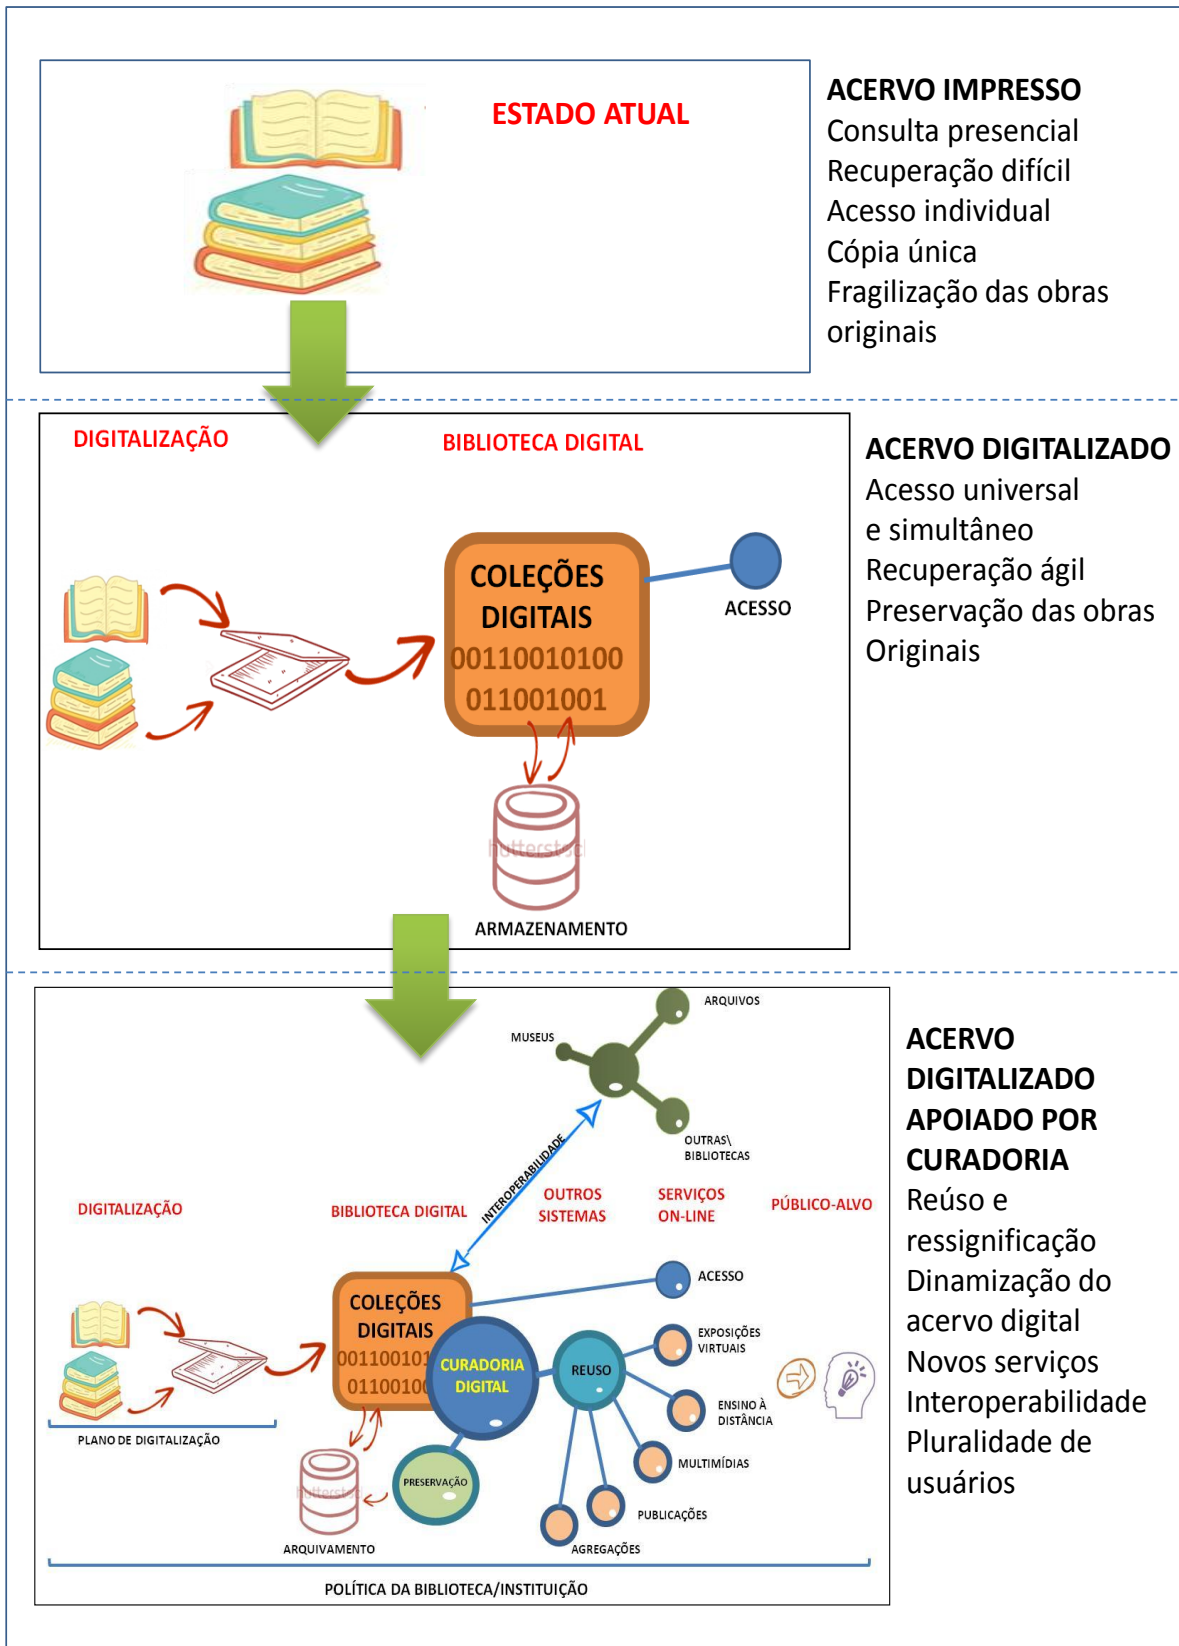 ESTADO ATUAL
ACERVO IMPRESSO
Consulta presencial
Recuperação difícil
Acesso individual
Cópia única
Fragilização das obras
originais
DIGITALIZAÇÃO
BIBLIOTECA DIGITAL
COLEÇÕES
DIGITAIS
00110010100
011001001
ACESSO
hutterst
ARMAZENAMENTO
ACERVO DIGITALIZADO
Acesso universal
e simultâneo
Recuperação ágil
Preservação das obras
Originais
ARQUIVOS
MUSEUS
OUTRAS\
BIBLIOTECAS
INTEROPERABILIDADE
DIGITALIZAÇÃO
BIBLIOTECA DIGITAL
OUTROS
SISTEMAS
SERVIÇOS
ON-LINE
PÚBLICO-ALVO
COLEÇÕES
DIGITAIS
001100101
01100100
CURADORIA
DIGITAL
REUSO
ACESSO
EXPOSIÇÕES
VIRTUAIS
ENSINO À
DISTÂNCIA
MULTIMÍDIAS
PUBLICAÇÕES
AGREGAÇÕES
PRESERVAÇÃO
PLANO DE DIGITALIZAÇÃO
hutterst
ARQUIVAMENTO
POLÍTICA DA BIBLIOTECA/INSTITUIÇÃO
ACERVO
DIGITALIZADO
APOIADO POR
CURADORIA
Reúso e
ressignificação
Dinamização do
acervo digital
Novos serviços
Interoperabilidade
Pluralidade de
usuários